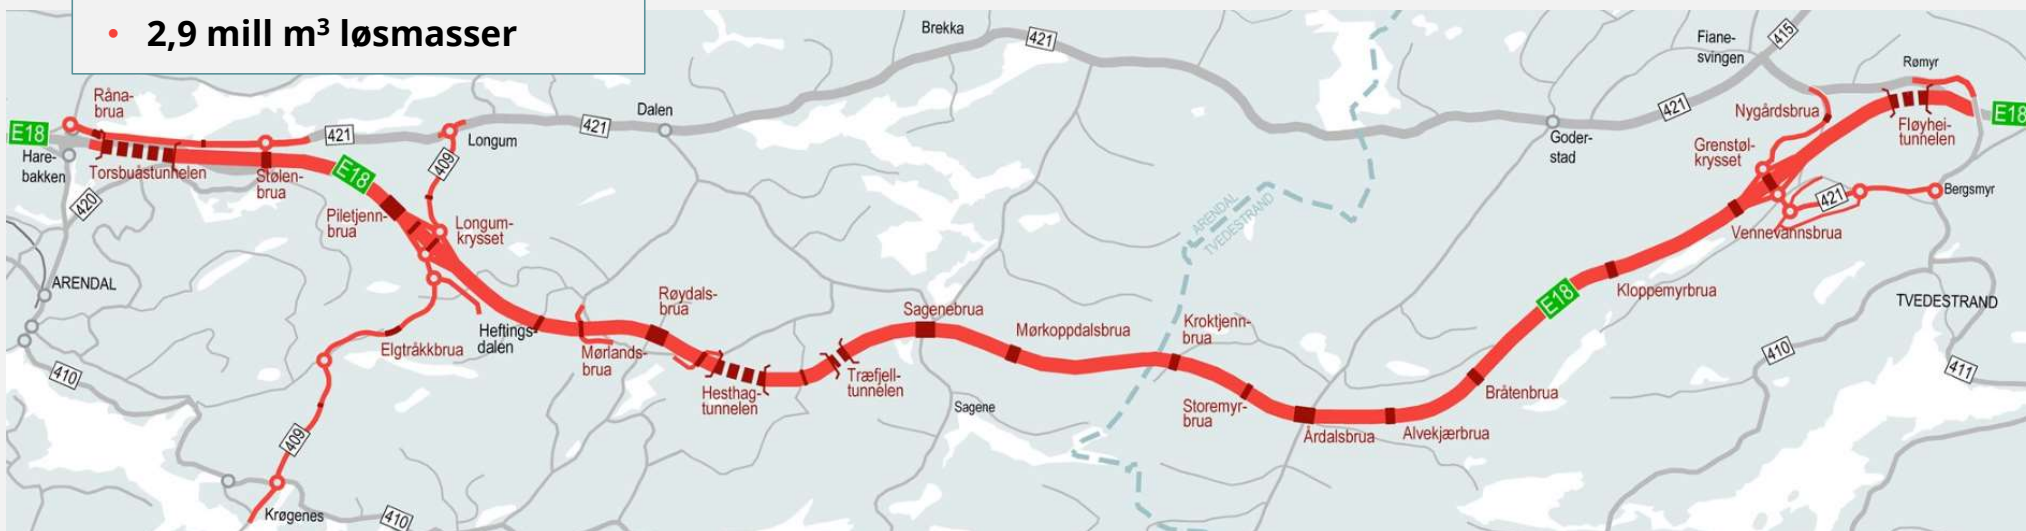 • 2,9 mill m³ løsmasser
Brekka
421
Fiane-
svingen
415
Rømyr
Råna-
brua
E18
Hare-
bakken
420
Torsbuåstunhelen
Stølen-
brua
421
E18
409
Longum
421
Dalen
Goder-
stad
421
Nygårdsbrua
Grenstøl-
krysset
Fløyhei-
tunnelen
E18
Bergsmyr
421
Vennevannsbrua
Piletjenn-
brua
Longum-
krysset
ARENDAL
TVEDESTRAND
ARENDAL
Røydals-
brua
Heftings-
dalen
Elgtråkkbrua
Mørlands-
brua
Hesthag-
tunnelen
Træfjell-
tunnelen
Sagenebrua
Mørkoppdalsbrua
Kroktjenn-
brua
Storemyr-
brua
Årdalsbrua
Alvekjærbrua
Bråtenbrua
E18
Kloppemyrbrua
TVEDESTRAND
410
411
410
409
Sagene
Krøgenes
410